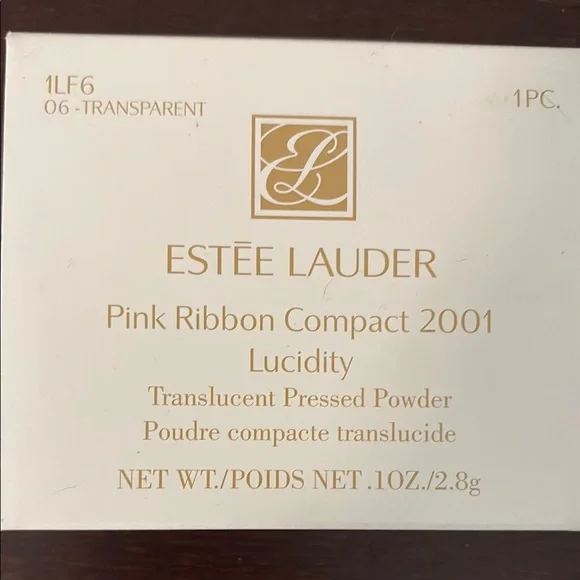 1LF6
06 -TRANSPARENT
1PC.
EL
ESTĒE LAUDER
Pink Ribbon Compact 2001
Lucidity
Translucent Pressed Powder
Poudre compacte translucide
NET WT./POIDS NET .1OZ./2.8g